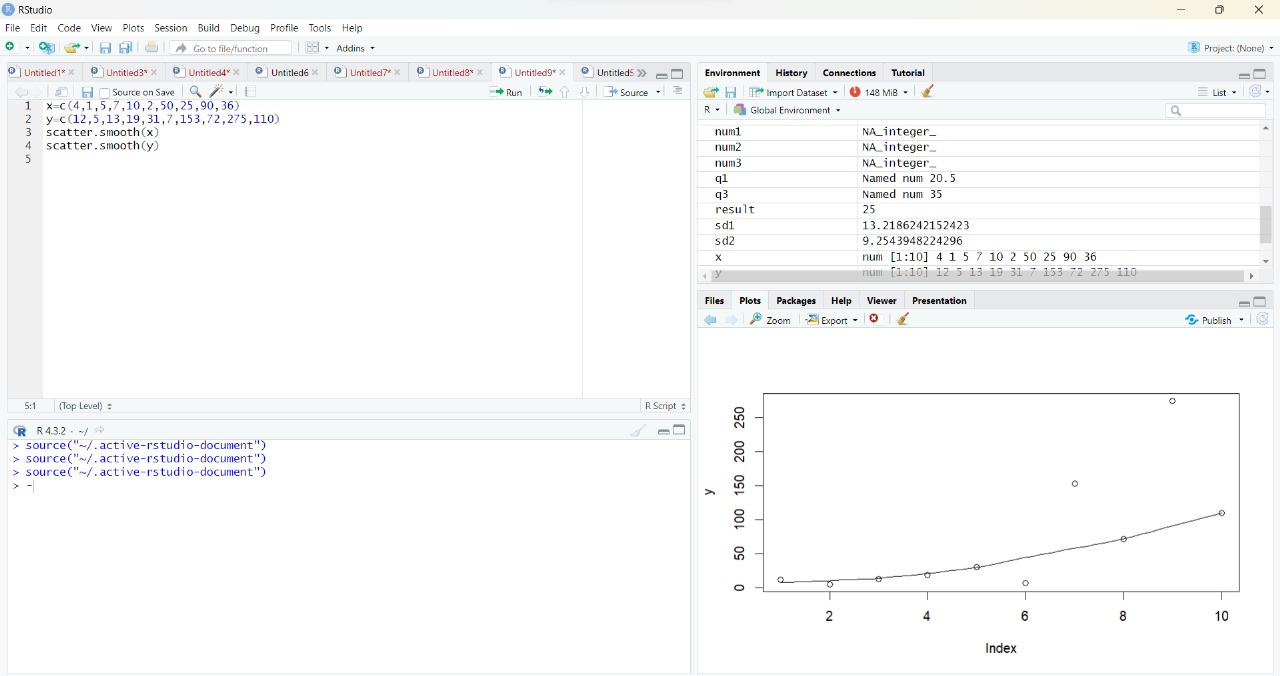 RStudio
File Edit Code View Plots Session Build Debug Profile Tools Help
Go to file/function Addins Project: (None)
Untitled1* Untitled3* Untitled4* Untitled6 Untitled7* Untitled8* Untitled9* Untitled5
Source on Save Run Source
1 x=c(4,1,5,7,10,2,50,25,90,36)
2 y=c(12,5,13,19,31,7,153,72,275,110)
3 scatter.smooth(x)
4 scatter.smooth(y)
5
5:1 (Top Level) R Script
R 4.3.2 · ~/
> source("~/.active-rstudio-document")
> source("~/.active-rstudio-document")
> source("~/.active-rstudio-document")
> -
Environment History Connections Tutorial
Import Dataset 148 MiB List
R Global Environment
num1 NA_integer_
num2 NA_integer_
num3 NA_integer_
q1 Named num 20.5
q3 Named num 35
result 25
sd1 13.2186242152423
sd2 9.2543948224296
x num [1:10] 4 1 5 7 10 2 50 25 90 36
y num [1:10] 12 5 13 19 31 7 153 72 275 110
Files Plots Packages Help Viewer Presentation
Zoom Export Publish
250
200
150
100
50
0
y
2 4 6 8 10
Index